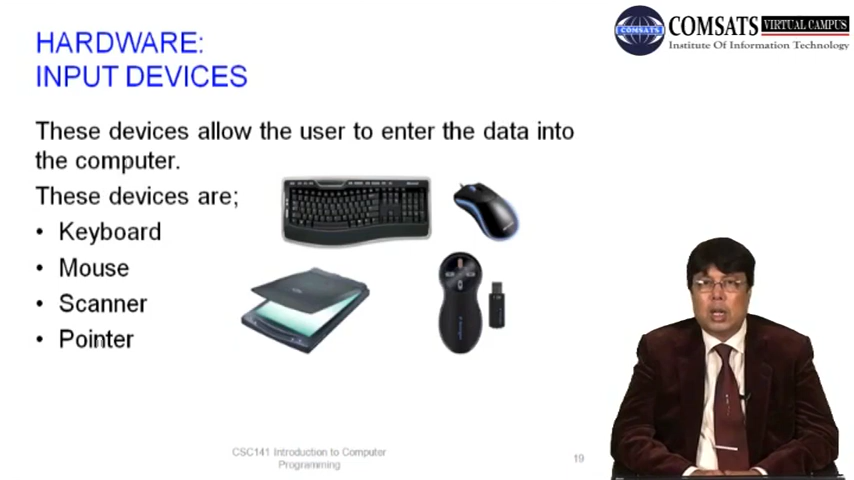 HARDWARE:
INPUT DEVICES
COMSATS
COMSATS VIRTUAL CAMPUS
Institute Of Information Technology
These devices allow the user to enter the data into
the computer.
These devices are;
• Keyboard
• Mouse
• Scanner
• Pointer
CSC141 Introduction to Computer
Programming
19